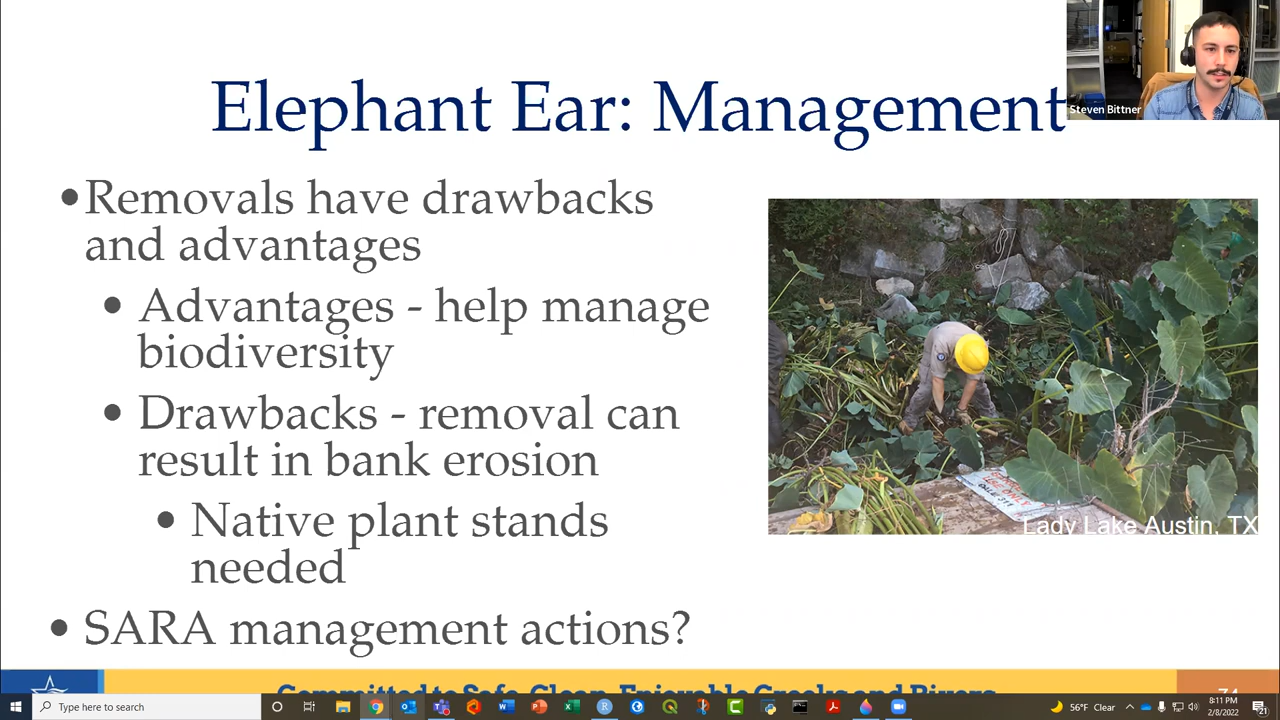 Elephant Ear: Management
Steven Bittner
•Removals have drawbacks
and advantages
• Advantages - help manage
biodiversity
• Drawbacks - removal can
result in bank erosion
• Native plant stands
needed
• SARA management actions?
Lady Lake Austin, TX
Committed to Safe, Clean, Enjoyable Creeks and Rivers
74
Type here to search
56°F Clear
8:11 PM
2/8/2022
21